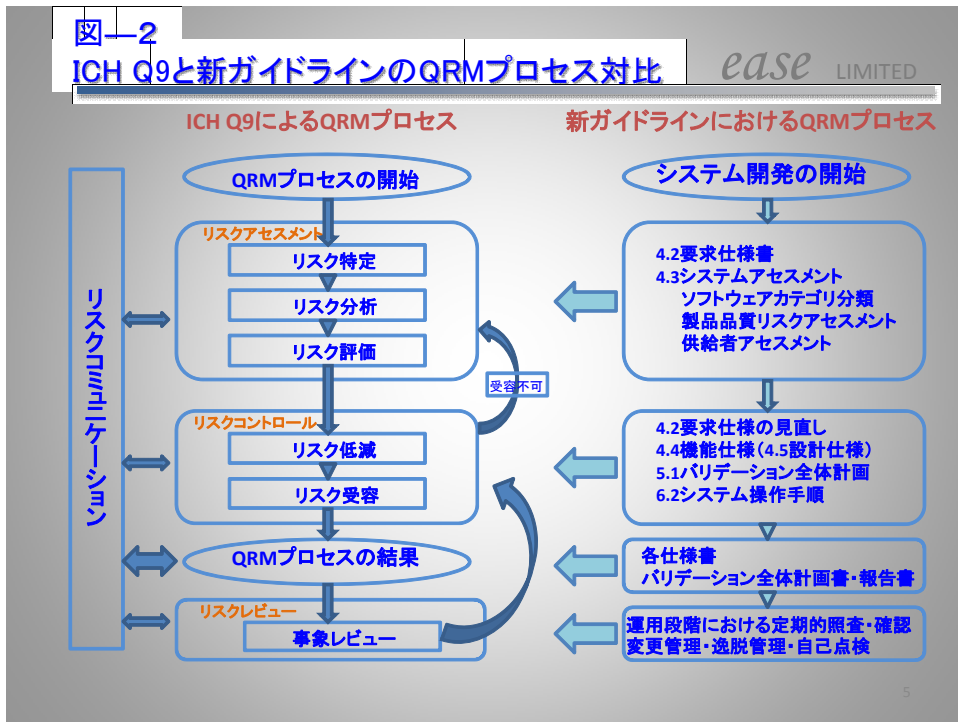 図―2
ICH Q9と新ガイドラインのQRMプロセス対比
ease LIMITED
ICH Q9によるQRMプロセス
新ガイドラインにおけるQRMプロセス
リスクコミュニケーション
QRMプロセスの開始
リスクアセスメント
リスク特定
リスク分析
リスク評価
受容不可
リスクコントロール
リスク低減
リスク受容
QRMプロセスの結果
リスクレビュー
事象レビュー
システム開発の開始
4.2要求仕様書
4.3システムアセスメント
ソフトウェアカテゴリ分類
製品品質リスクアセスメント
供給者アセスメント
4.2要求仕様の見直し
4.4機能仕様(4.5設計仕様)
5.1バリデーション全体計画
6.2システム操作手順
各仕様書
バリデーション全体計画書・報告書
運用段階における定期的照査・確認
変更管理・逸脱管理・自己点検
5